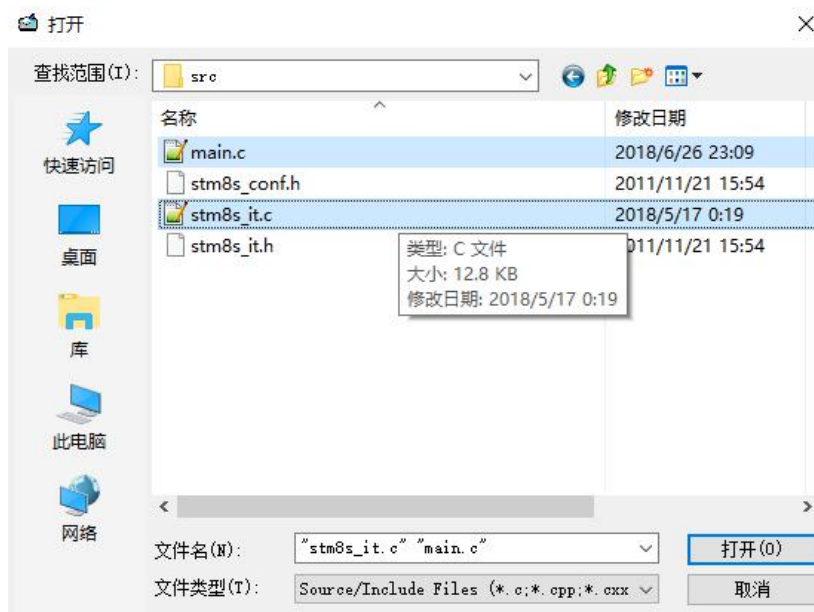 打开
查找范围(I):
src
名称
修改日期
main.c
2018/6/26 23:09
stm8s_conf.h
2011/11/21 15:54
stm8s_it.c
2018/5/17 0:19
stm8s_it.h
2011/11/21 15:54
类型: C 文件
大小: 12.8 KB
修改日期: 2018/5/17 0:19
快速访问
桌面
库
此电脑
网络
文件名(N):
"stm8s_it.c" "main.c"
打开(O)
文件类型(T):
Source/Include Files (*.c;*.cpp;*.cxx
取消